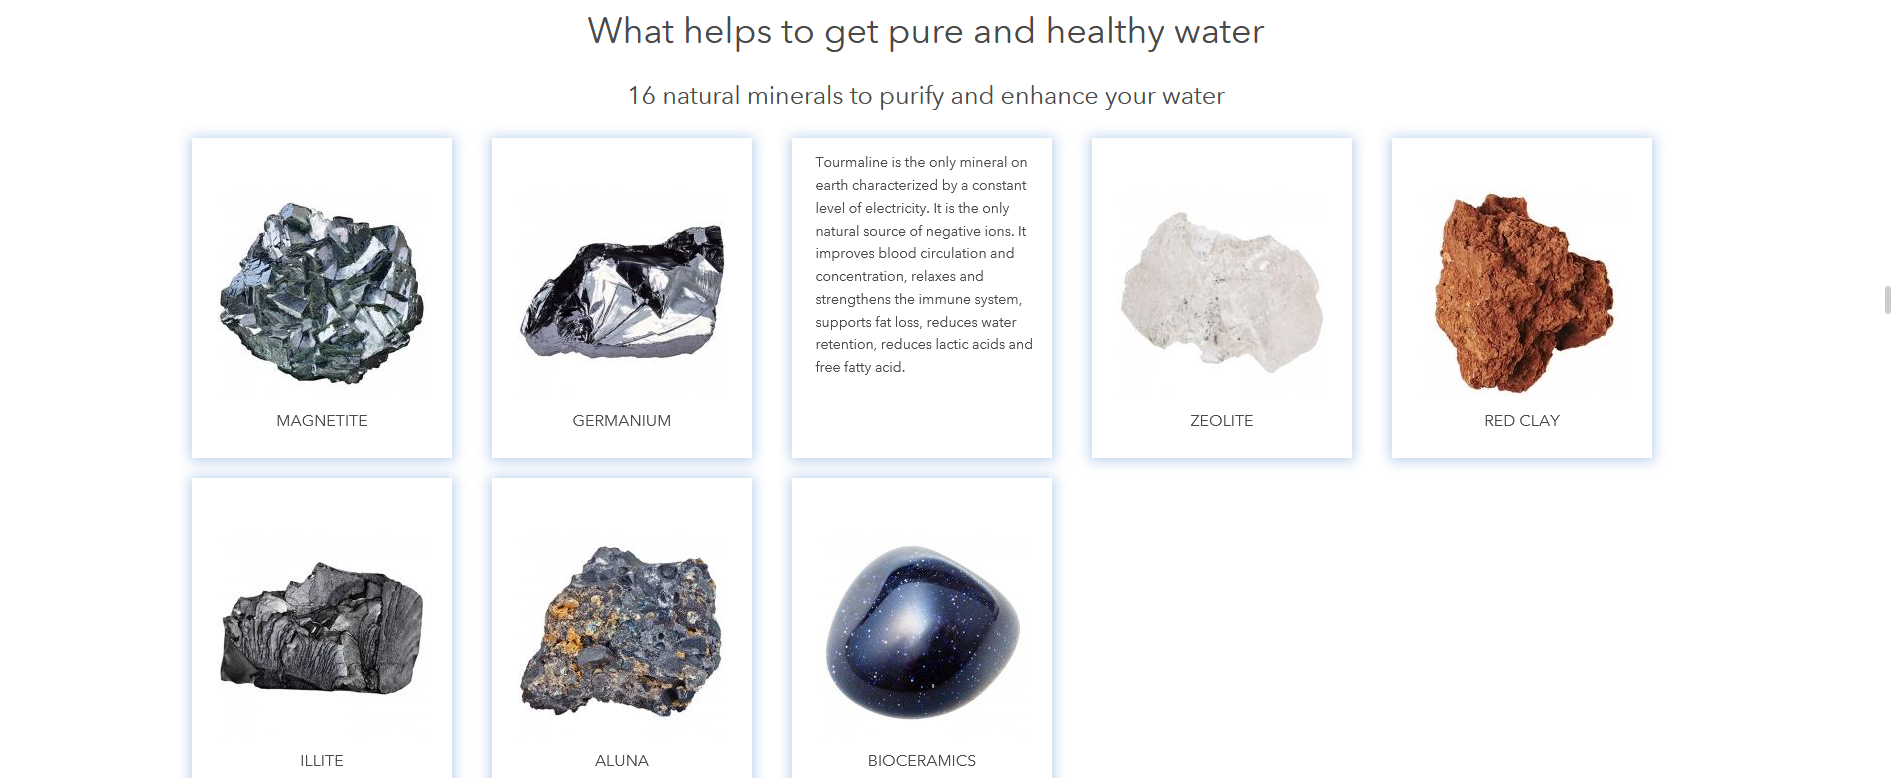 What helps to get pure and healthy water
16 natural minerals to purify and enhance your water
MAGNETITE
GERMANIUM
Tourmaline is the only mineral on
earth characterized by a constant
level of electricity. It is the only
natural source of negative ions. It
improves blood circulation and
concentration, relaxes and
strengthens the immune system,
supports fat loss, reduces water
retention, reduces lactic acids and
free fatty acid.
ZEOLITE
RED CLAY
ILLITE
ALUNA
BIOCERAMICS